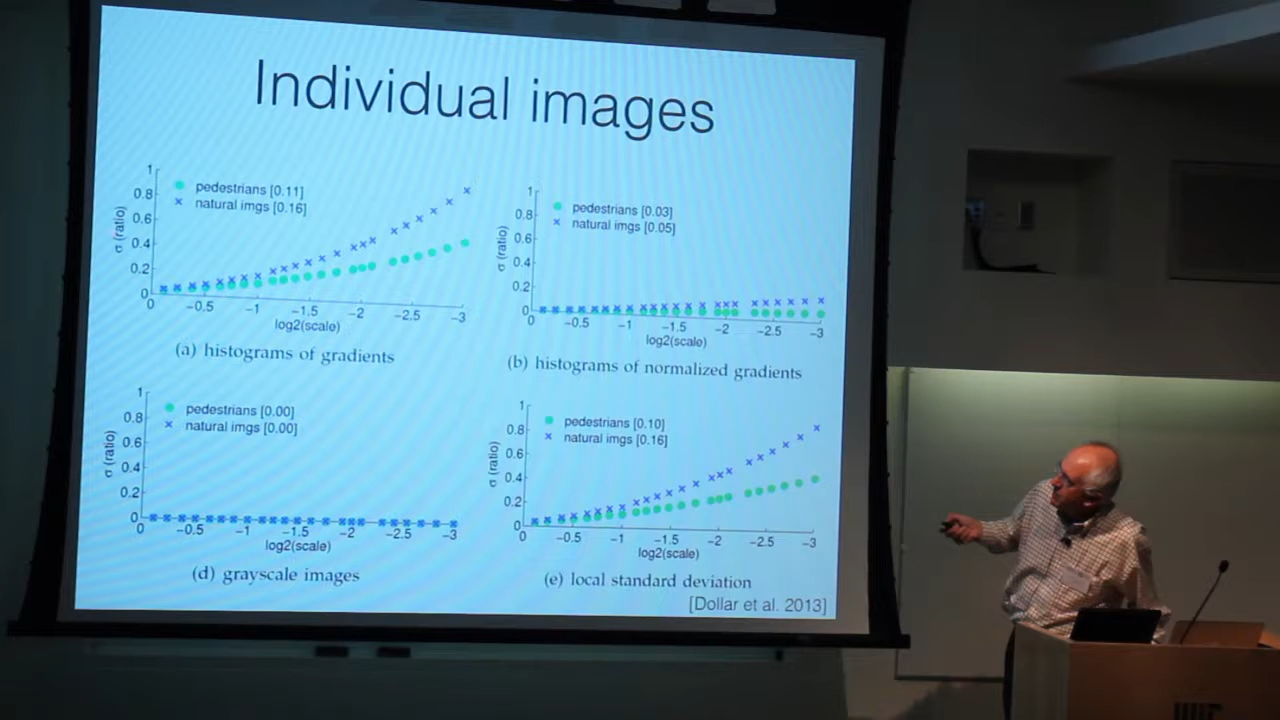 Individual images
1
0.8
0.6
0.4
0.2
0
σ (ratio)
pedestrians [0.11]
natural imgs [0.16]
0
−0.5
−1
−1.5
−2
−2.5
−3
log2(scale)
(a) histograms of gradients
1
0.8
0.6
0.4
0.2
0
σ (ratio)
pedestrians [0.03]
natural imgs [0.05]
0
−0.5
−1
−1.5
−2
−2.5
−3
log2(scale)
(b) histograms of normalized gradients
1
0.8
0.6
0.4
0.2
0
σ (ratio)
pedestrians [0.00]
natural imgs [0.00]
0
−0.5
−1
−1.5
−2
−2.5
−3
log2(scale)
(d) grayscale images
1
0.8
0.6
0.4
0.2
0
σ (ratio)
pedestrians [0.10]
natural imgs [0.16]
0
−0.5
−1
−1.5
−2
−2.5
−3
log2(scale)
(e) local standard deviation
[Dollar et al. 2013]